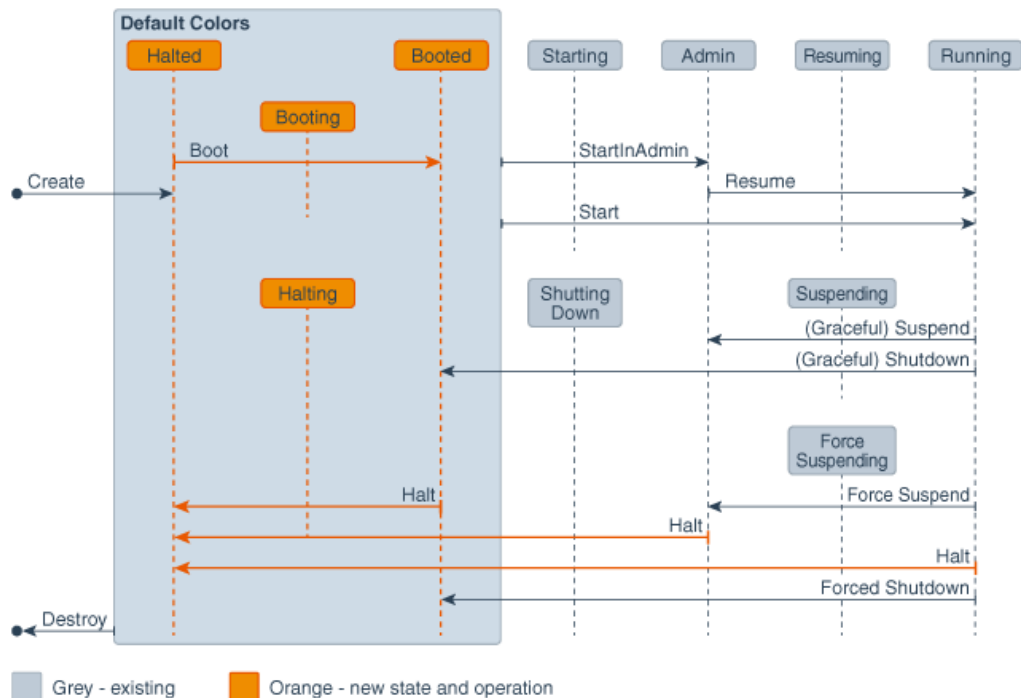 Default Colors
Halted
Booted
Starting
Admin
Resuming
Running
Booting
Boot
StartInAdmin
Create
Resume
Start
Halting
Shutting
Down
Suspending
(Graceful) Suspend
(Graceful) Shutdown
Force
Suspending
Halt
Force Suspend
Halt
Halt
Forced Shutdown
Destroy
Grey - existing
Orange - new state and operation